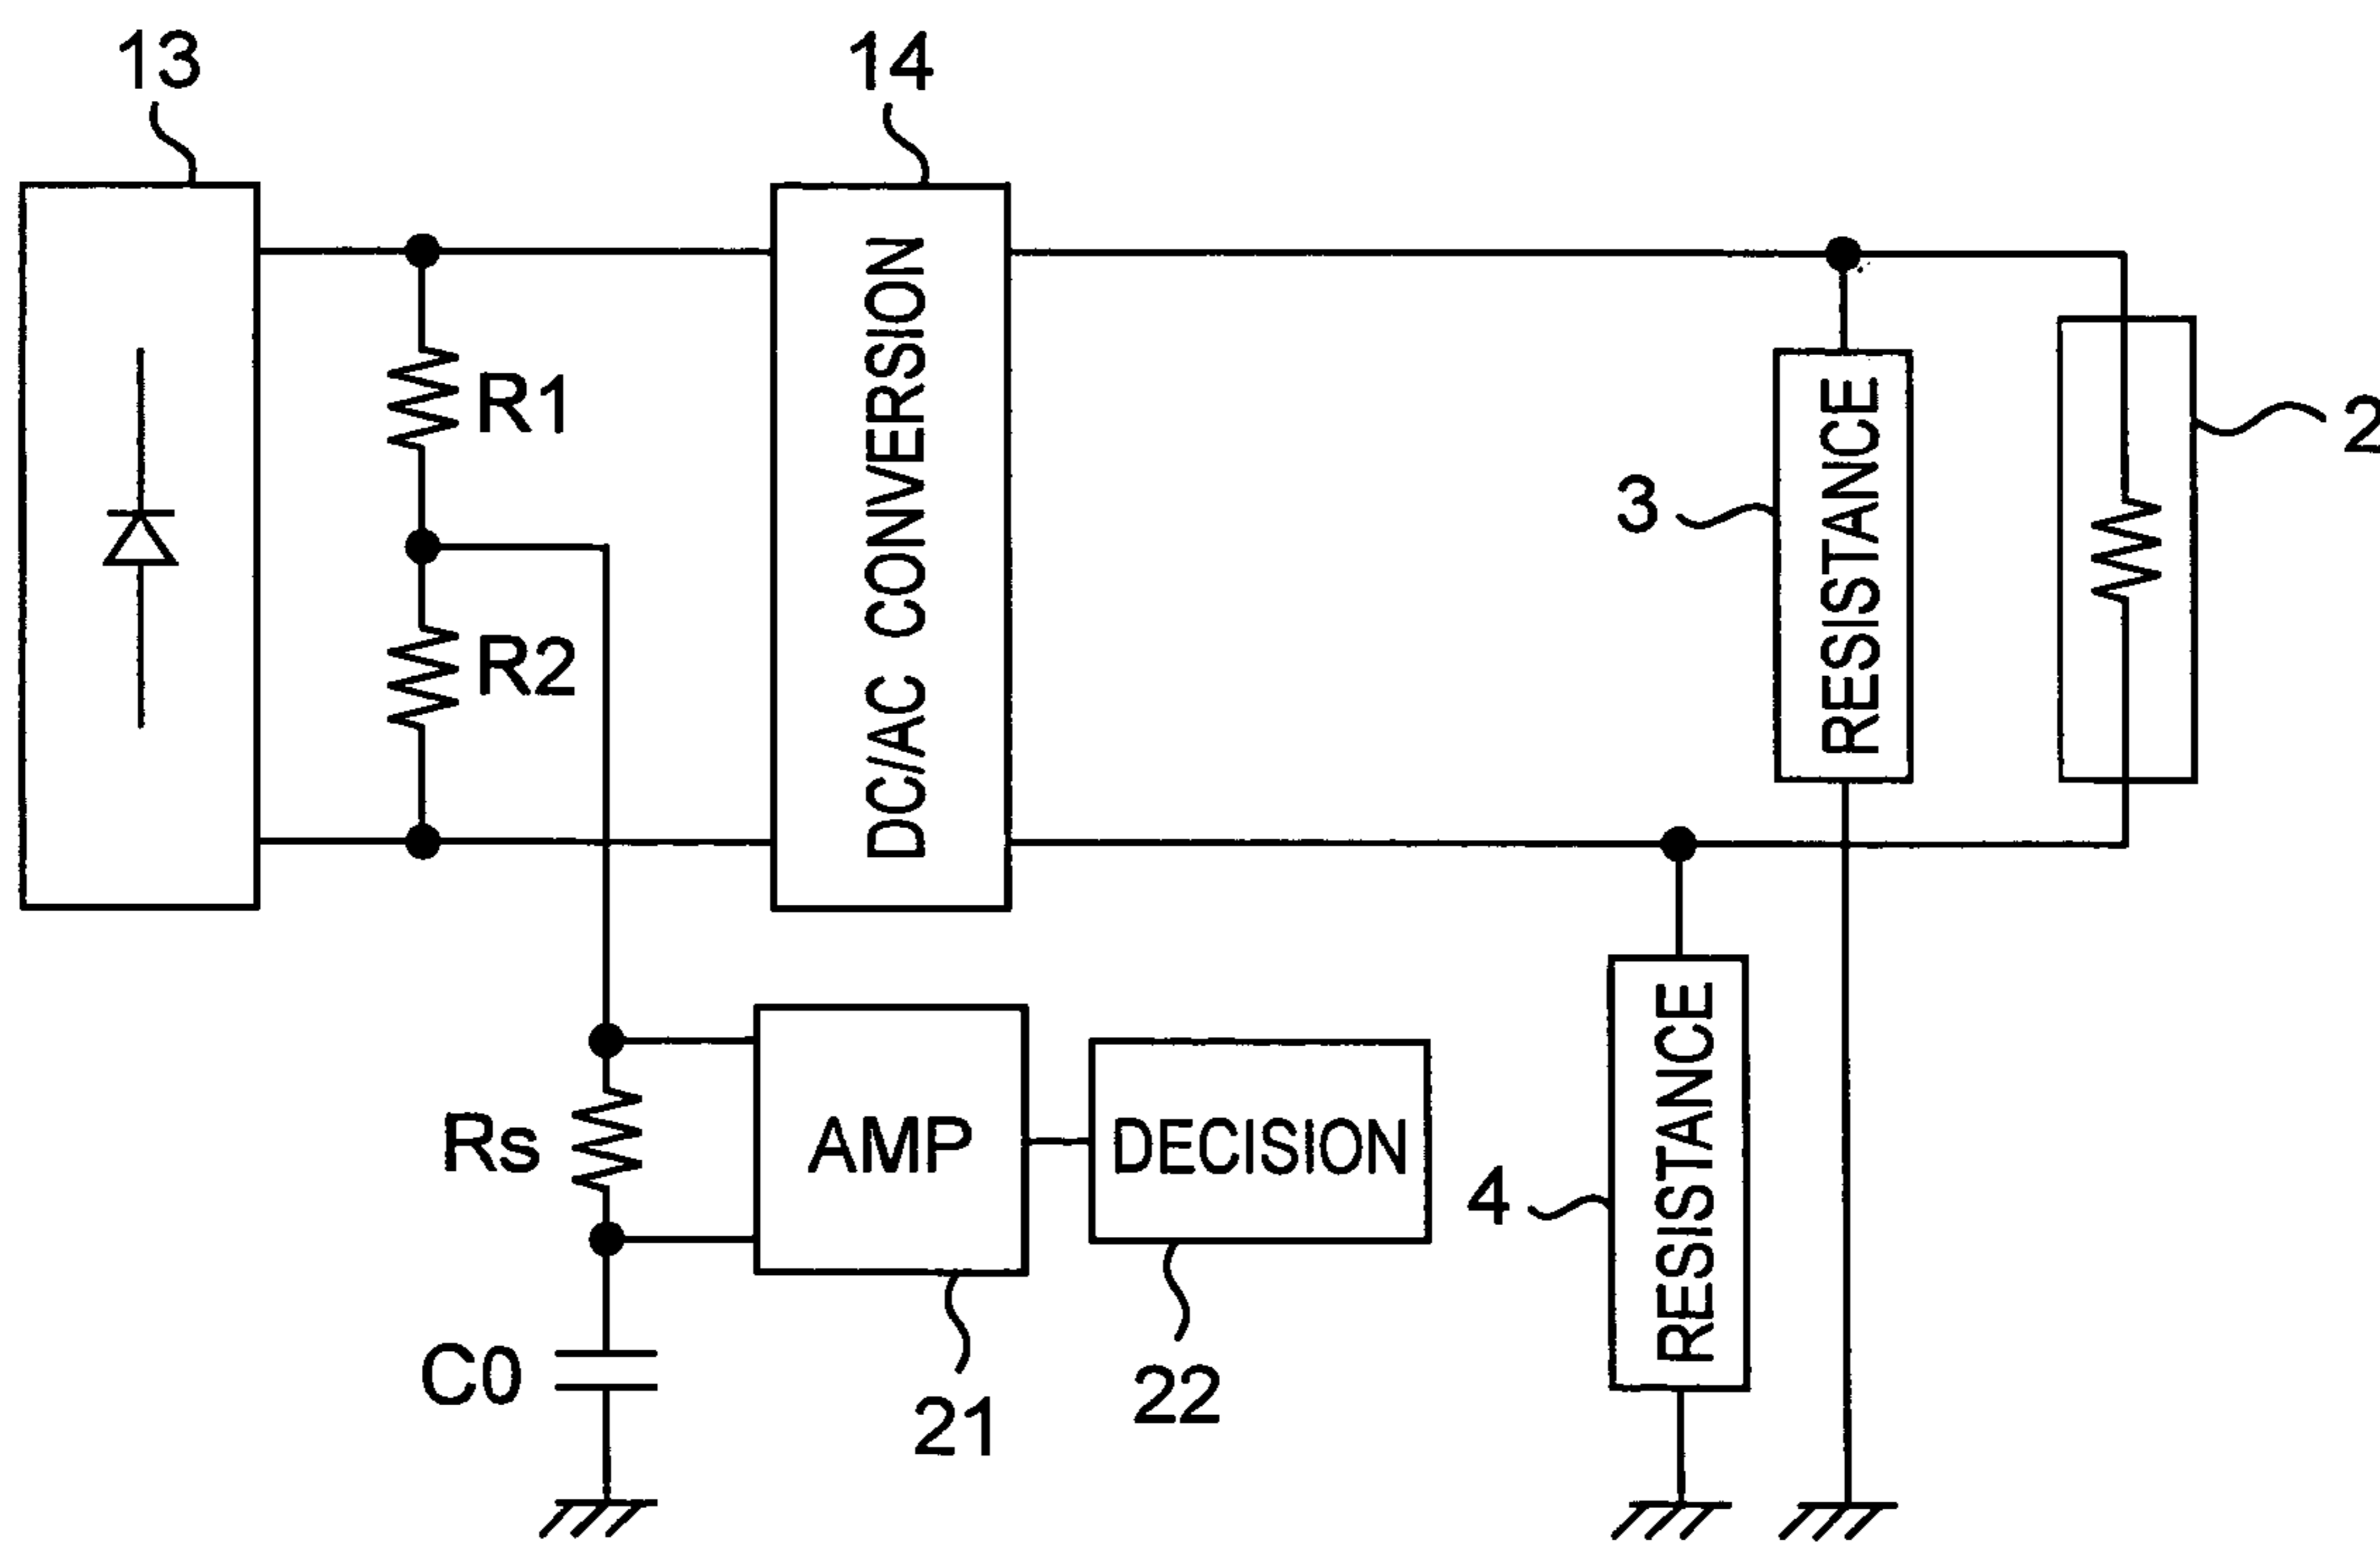 13
14
R1
R2
DC/AC CONVERSION
3
RESISTANCE
2
Rs
AMP
DECISION
4
RESISTANCE
C0
21
22